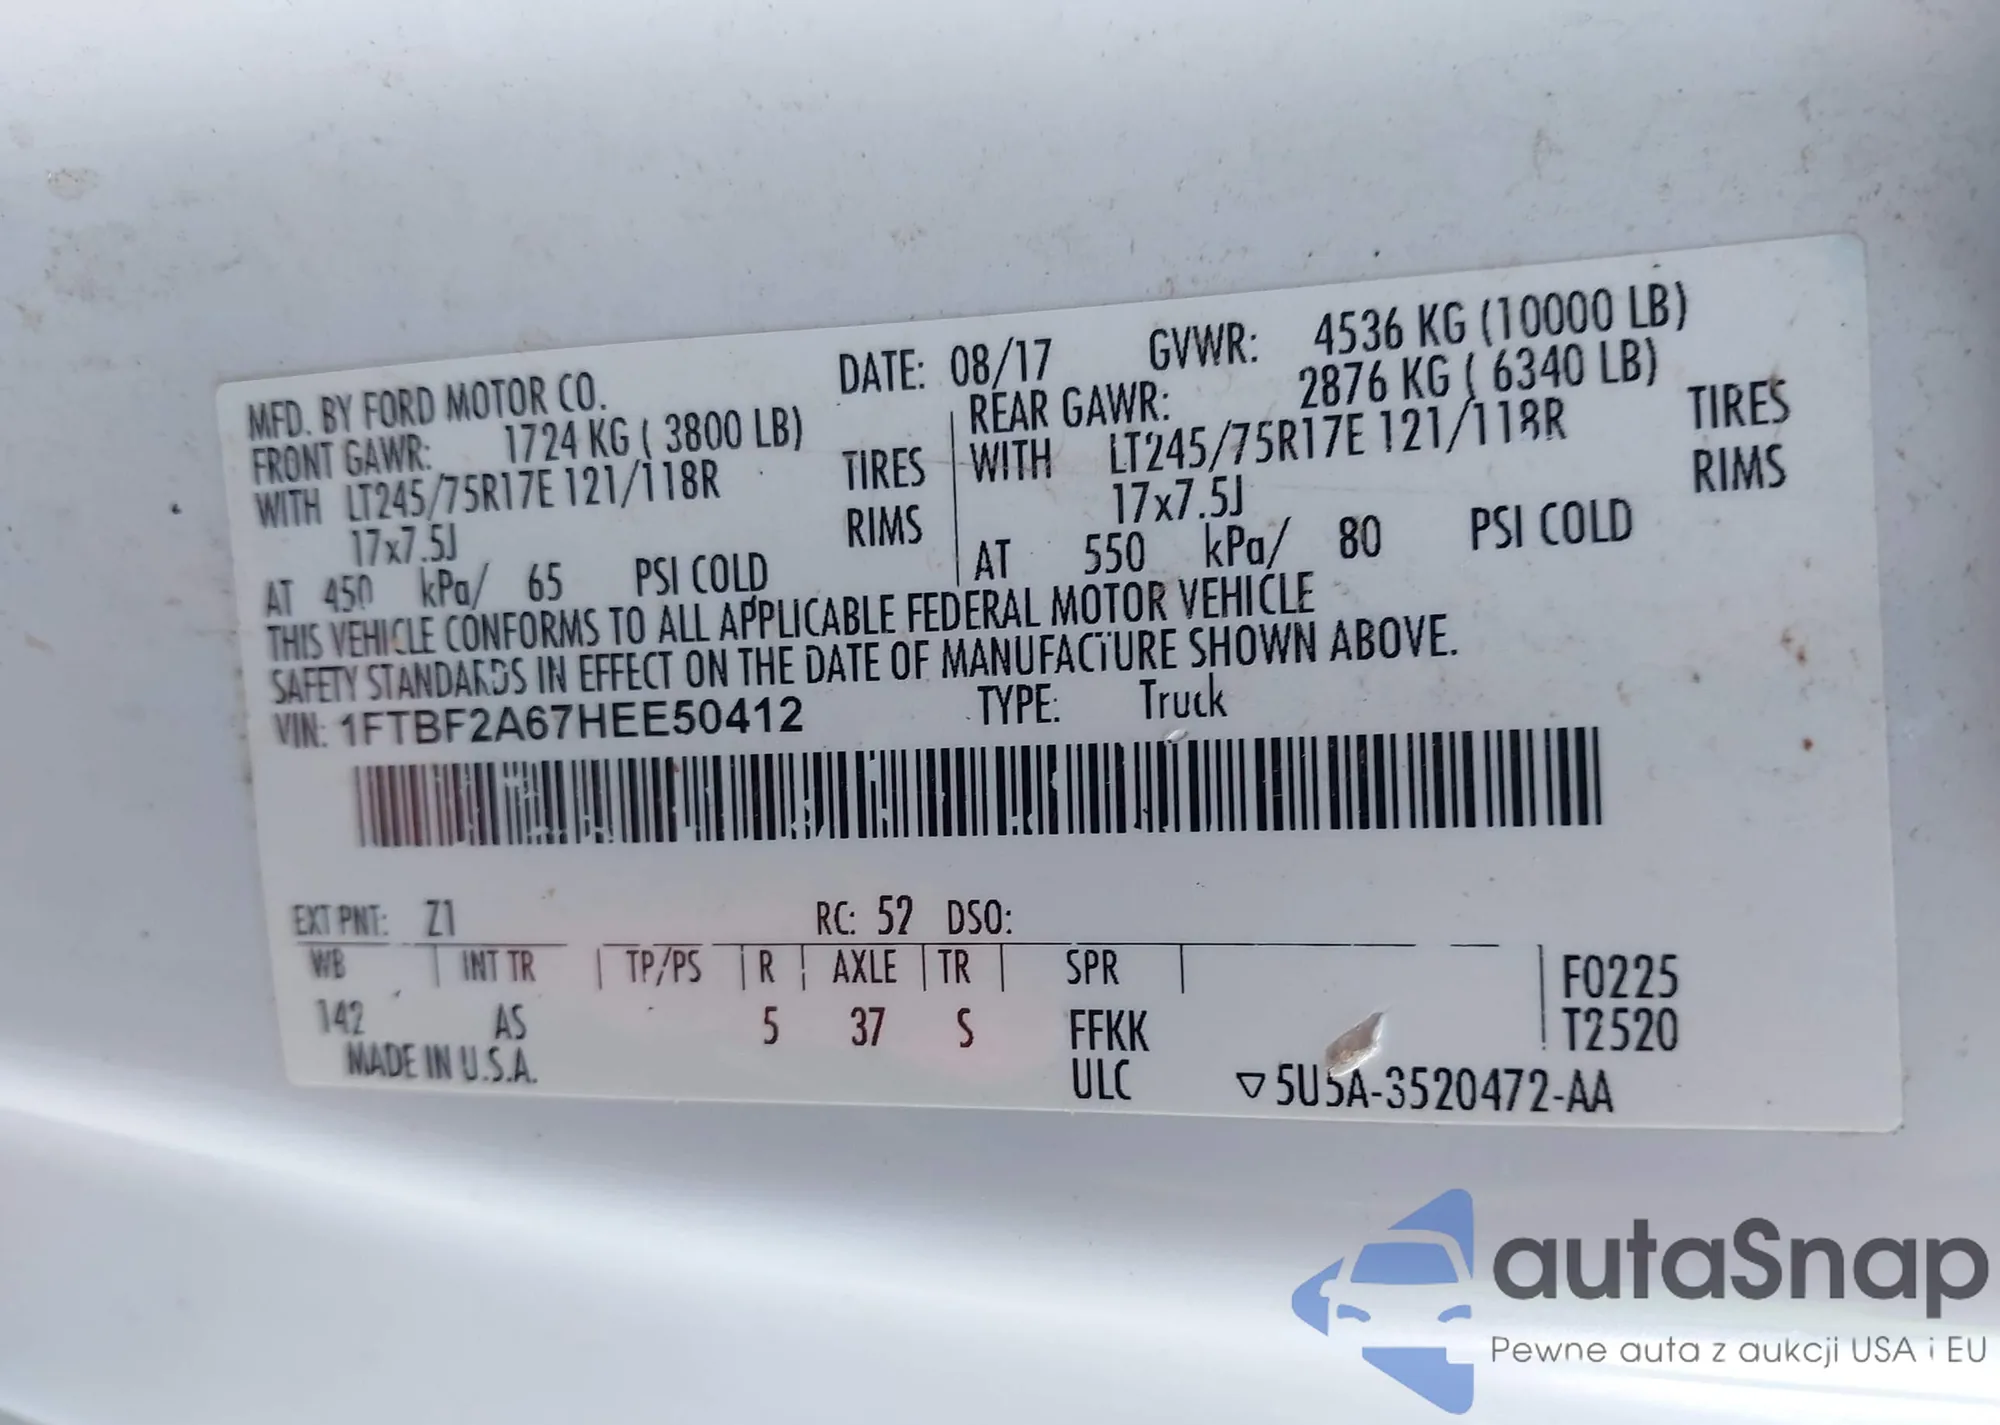 MFD. BY FORD MOTOR CO. DATE: 08/17 GVWR: 4536 KG (10000 LB)
FRONT GAWR: 1724 KG ( 3800 LB) REAR GAWR: 2876 KG ( 6340 LB)
WITH LT245/75R17E 121/118R TIRES WITH LT245/75R17E 121/118R TIRES
17x7.5J RIMS 17x7.5J RIMS
AT 450 kPa/ 65 PSI COLD AT 550 kPa/ 80 PSI COLD
THIS VEHICLE CONFORMS TO ALL APPLICABLE FEDERAL MOTOR VEHICLE
SAFETY STANDARDS IN EFFECT ON THE DATE OF MANUFACTURE SHOWN ABOVE.
VIN: 1FTBF2A67HEE50412 TYPE: Truck
EXT PNT: Z1 RC: 52 DSO:
WB INT TR TP/PS R AXLE TR SPR F0225
142 AS 5 37 S FFKK T2520
MADE IN U.S.A. ULC ▽5U5A-3520472-AA
autaSnap
Pewne auta z aukcji USA i EU